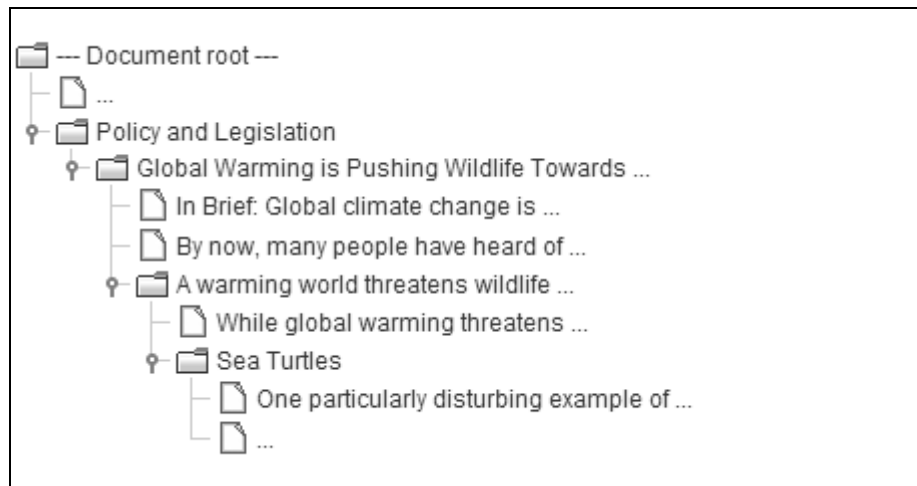 --- Document root ---
...
Policy and Legislation
Global Warming is Pushing Wildlife Towards ...
In Brief: Global climate change is ...
By now, many people have heard of ...
A warming world threatens wildlife ...
While global warming threatens ...
Sea Turtles
One particularly disturbing example of ...
...